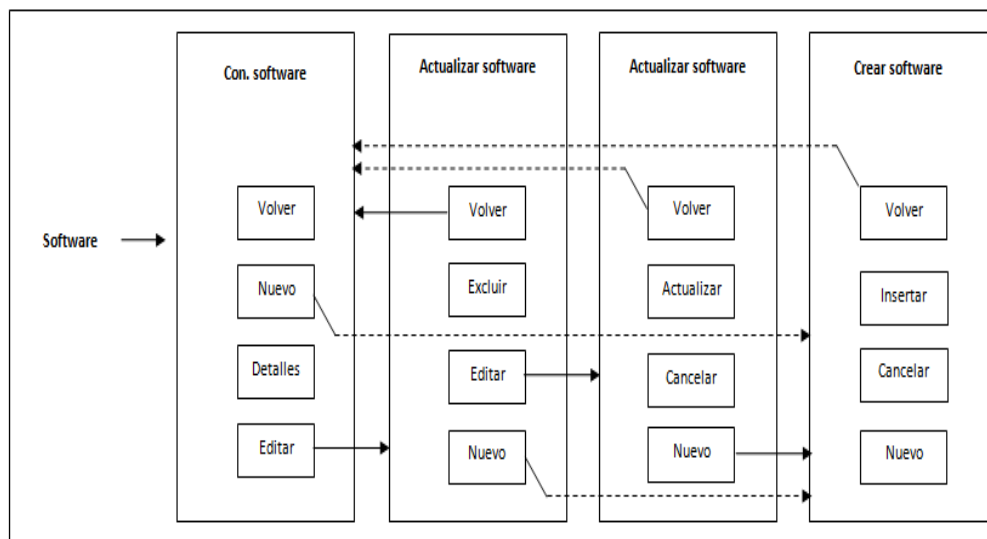 Con. software
Actualizar software
Actualizar software
Crear software
Software
Volver
Nuevo
Detalles
Editar
Volver
Excluir
Editar
Nuevo
Volver
Actualizar
Cancelar
Nuevo
Volver
Insertar
Cancelar
Nuevo